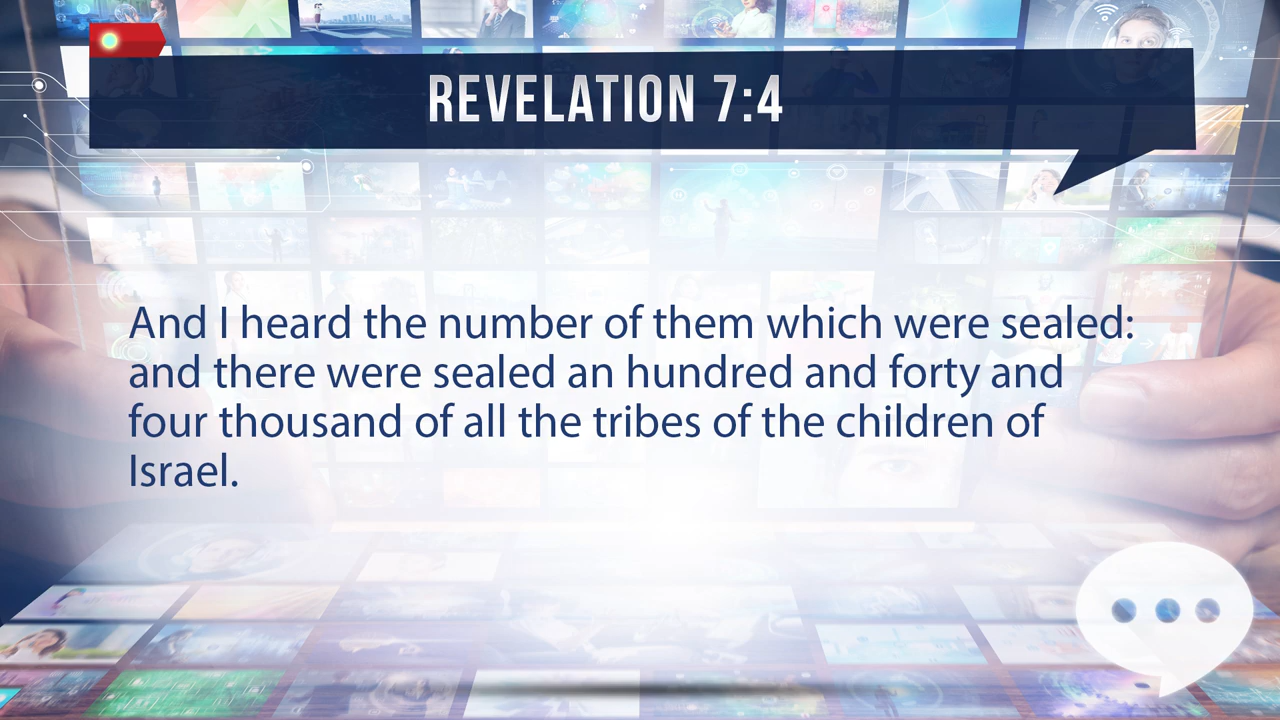 REVELATION 7:4
And I heard the number of them which were sealed:
and there were sealed an hundred and forty and
four thousand of all the tribes of the children of
Israel.